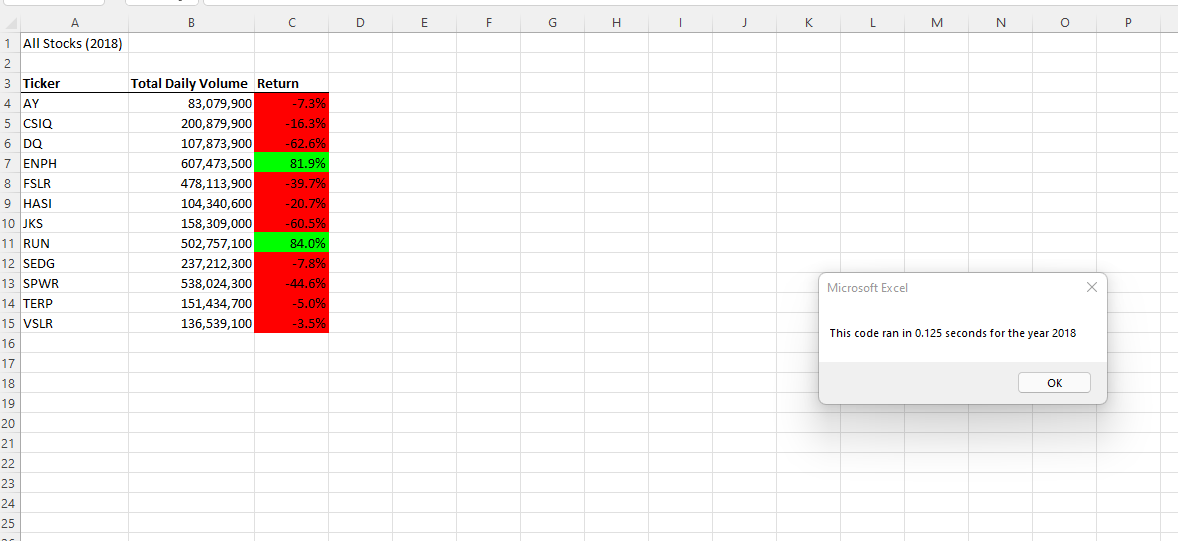 A B C D E F G H I J K L M N O P
1 All Stocks (2018)
2
3 Ticker Total Daily Volume Return
4 AY 83,079,900 -7.3%
5 CSIQ 200,879,900 -16.3%
6 DQ 107,873,900 -62.6%
7 ENPH 607,473,500 81.9%
8 FSLR 478,113,900 -39.7%
9 HASI 104,340,600 -20.7%
10 JKS 158,309,000 -60.5%
11 RUN 502,757,100 84.0%
12 SEDG 237,212,300 -7.8%
13 SPWR 538,024,300 -44.6%
14 TERP 151,434,700 -5.0%
15 VSLR 136,539,100 -3.5%
16
17
18
19
20
21
22
23
24
25
Microsoft Excel
This code ran in 0.125 seconds for the year 2018
OK